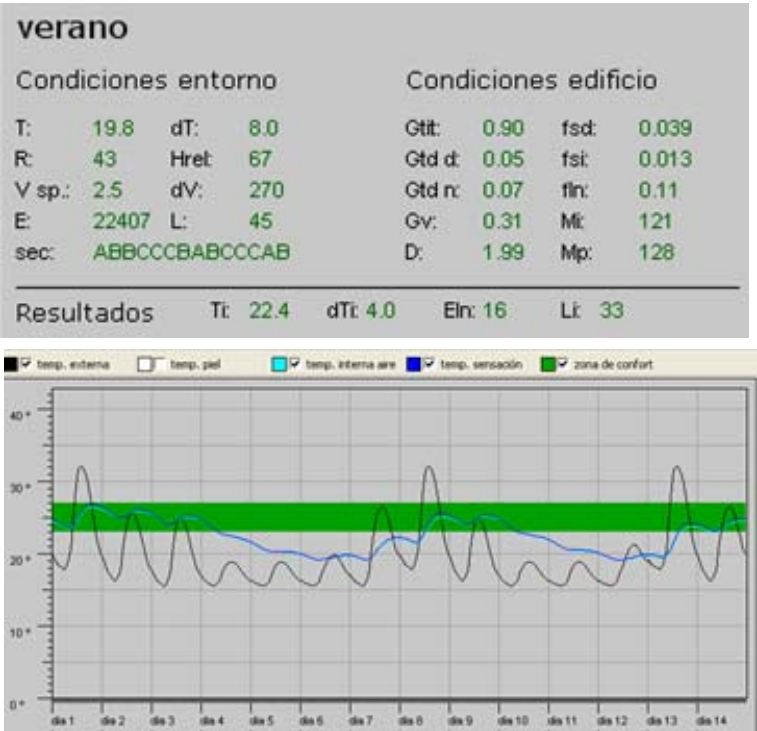 verano
Condiciones entorno Condiciones edificio
T: 19.8 dT: 8.0 Gtit: 0.90 fsd: 0.039
R: 43 Hrel: 67 Gtd d: 0.05 fsi: 0.013
V sp.: 2.5 dV: 270 Gtd n: 0.07 fln: 0.11
E: 22407 L: 45 Gv: 0.31 Mi: 121
sec: ABBCCCBABCCCAB D: 1.99 Mp: 128
Resultados Ti: 22.4 dTi: 4.0 Eln: 16 Li: 33
temp. externa temp. piel temp. interna aire temp. sensación zona de confort
40 °
30 °
20 °
10 °
0 °
dia 1 dia 2 dia 3 dia 4 dia 5 dia 6 dia 7 dia 8 dia 9 dia 10 dia 11 dia 12 dia 13 dia 14